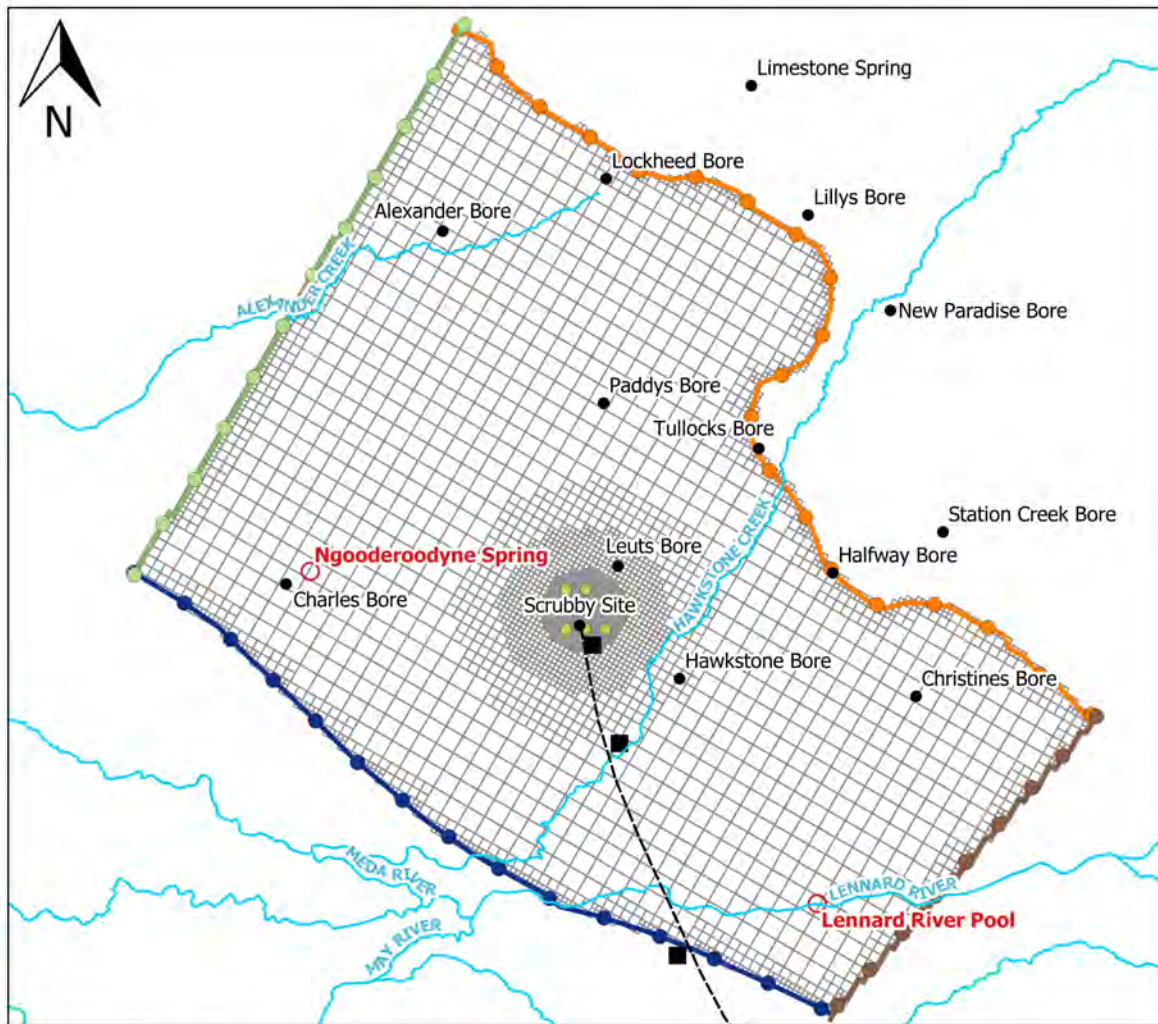 N
Limestone Spring
Lockheed Bore
Lillys Bore
Alexander Bore
ALEXANDER CREEK
New Paradise Bore
Paddys Bore
Tullocks Bore
HAWKSTONE CREEK
Station Creek Bore
Ngooderoodyne Spring
Leuts Bore
Halfway Bore
Charles Bore
Scrubby Site
Hawkstone Bore
Christines Bore
MEDA RIVER
LENNARD RIVER
Lennard River Pool
MAY RIVER